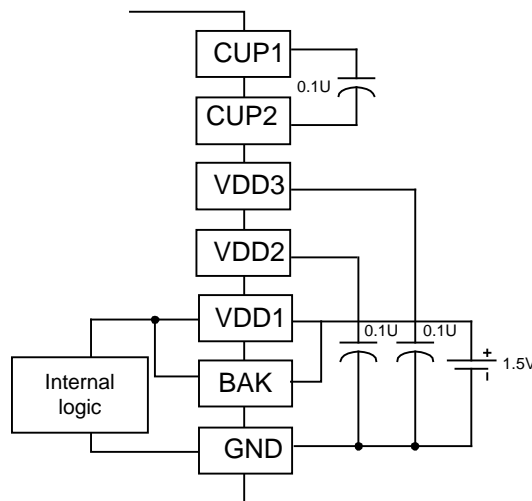 CUP1
0.1U
CUP2
VDD3
VDD2
VDD1
0.1U
0.1U
+
1.5V
Internal
logic
BAK
GND